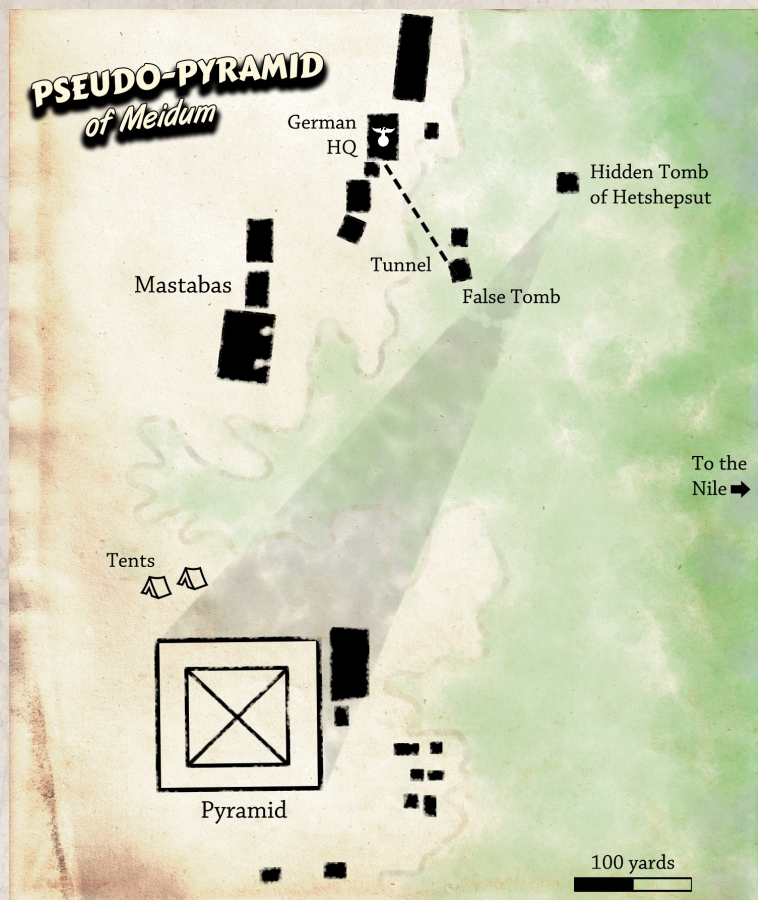 PSEUDO-PYRAMID
of Meidum
German
HQ
Hidden Tomb
of Hetshepsut
Tunnel
False Tomb
Mastabas
To the
Nile
Tents
Pyramid
100 yards